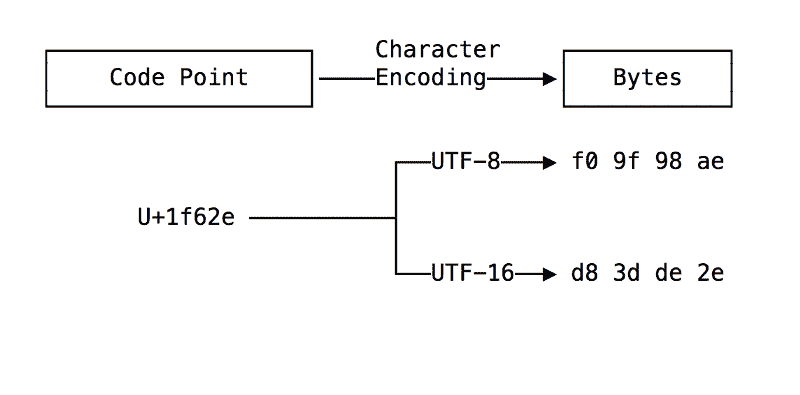 Character
Code Point
Encoding
Bytes
UTF-8
f0 9f 98 ae
U+1f62e
UTF-16
d8 3d de 2e